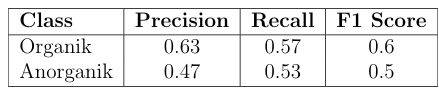 Class Precision Recall F1 Score
Organik 0.63 0.57 0.6
Anorganik 0.47 0.53 0.5